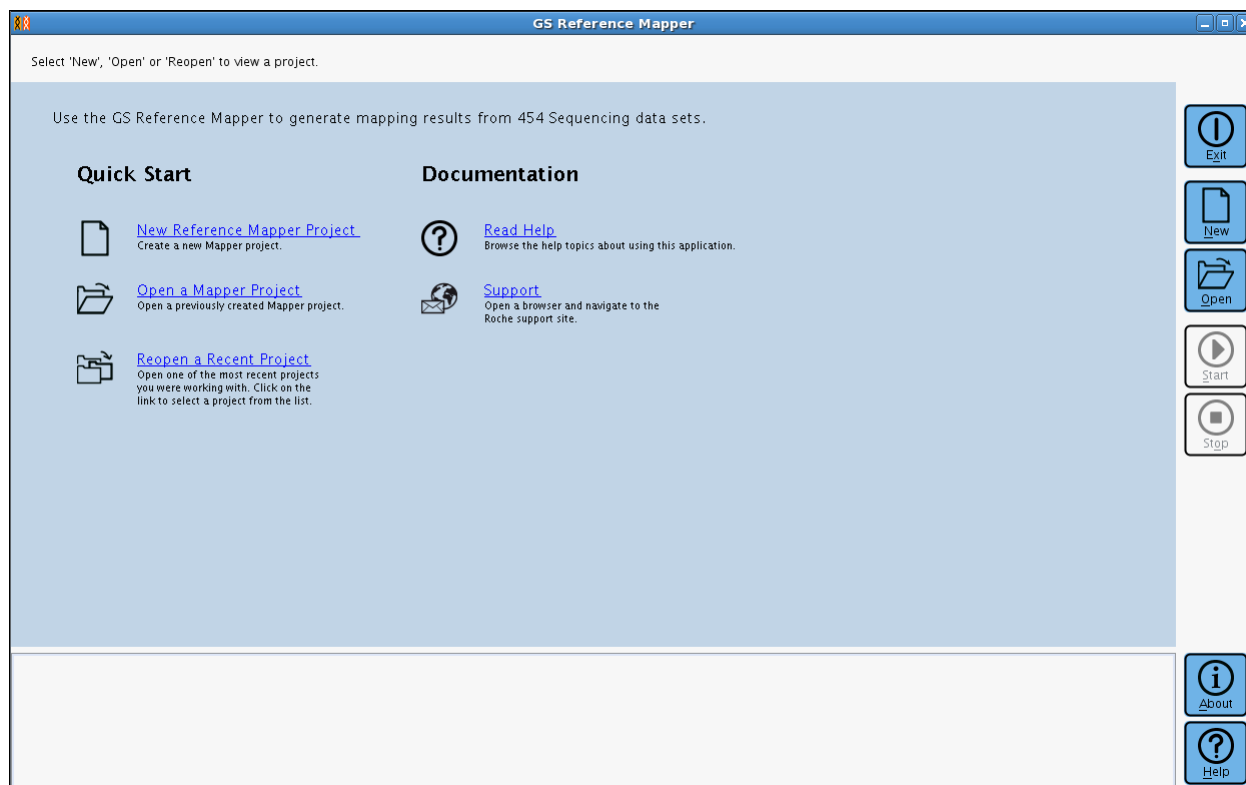 GS Reference Mapper
Select 'New', 'Open' or 'Reopen' to view a project.
Use the GS Reference Mapper to generate mapping results from 454 Sequencing data sets.
Quick Start
New Reference Mapper Project
Create a new Mapper project.
Open a Mapper Project
Open a previously created Mapper project.
Reopen a Recent Project
Open one of the most recent projects
you were working with. Click on the
link to select a project from the list.
Documentation
Read Help
Browse the help topics about using this application.
Support
Open a browser and navigate to the
Roche support site.
Exit
New
Open
Start
Stop
About
Help